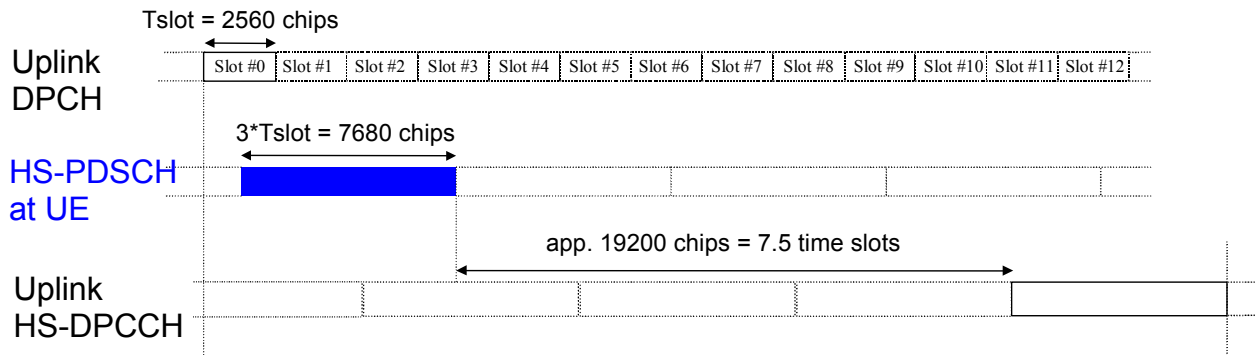 Tslot = 2560 chips
Uplink
DPCH
Slot #0 Slot #1 Slot #2 Slot #3 Slot #4 Slot #5 Slot #6 Slot #7 Slot #8 Slot #9 Slot #10 Slot #11 Slot #12
3*Tslot = 7680 chips
HS-PDSCH
at UE
app. 19200 chips = 7.5 time slots
Uplink
HS-DPCCH